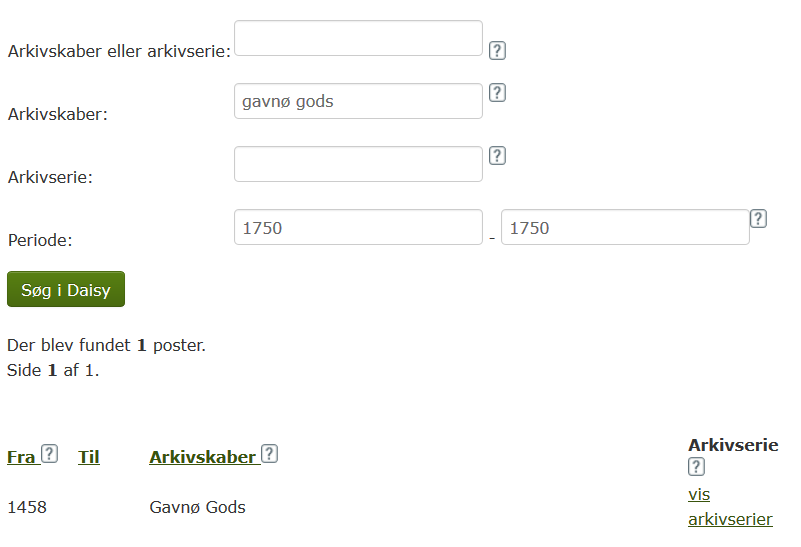 Arkivskaber eller arkivserie: ?
Arkivskaber: gavnø gods ?
Arkivserie: ?
Periode: 1750 - 1750 ?
Søg i Daisy
Der blev fundet 1 poster.
Side 1 af 1.
Fra ? Til Arkivskaber ? Arkivserie ?
1458 Gavnø Gods vis
arkivserier